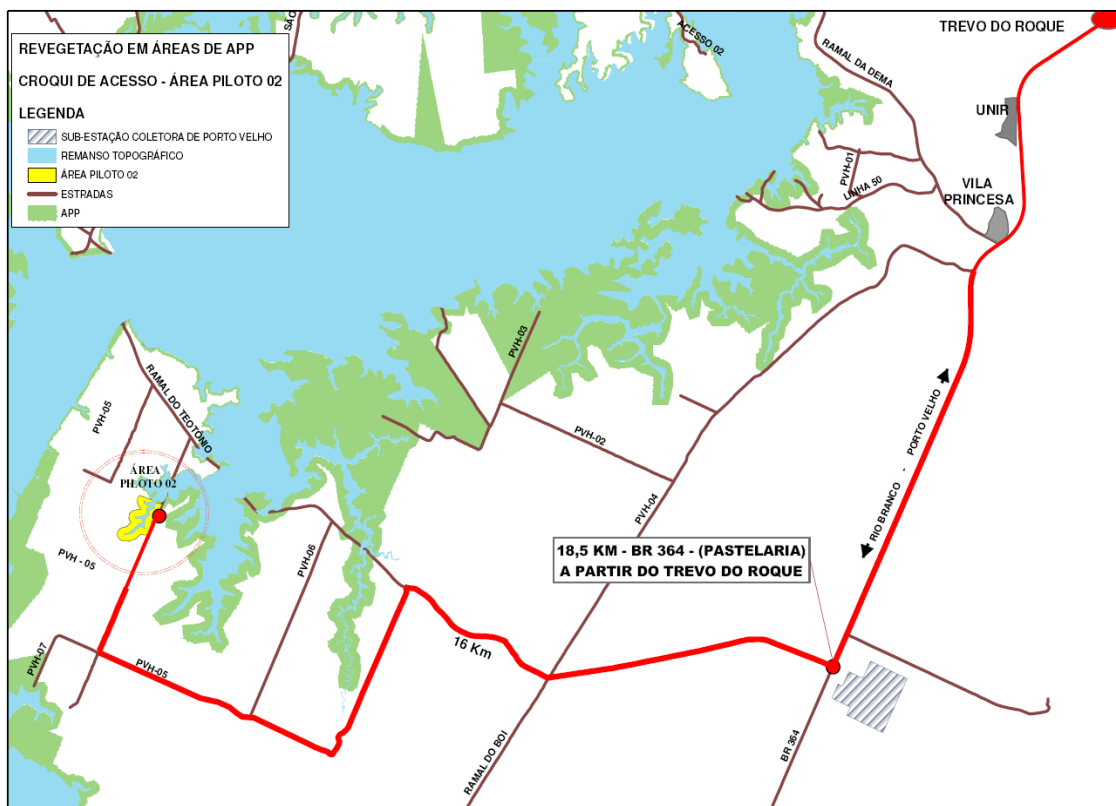 REVEGETAÇÃO EM ÁREAS DE APP
CROQUI DE ACESSO - ÁREA PILOTO 02
LEGENDA
SUB-ESTAÇÃO COLETORA DE PORTO VELHO
REMANSO TOPOGRÁFICO
ÁREA PILOTO 02
ESTRADAS
APP
SÃO
ACESSO 02
TREVO DO ROQUE
RAMAL DA DEMA
UNIR
PVH-01
LINHA 50
VILA
PRINCESA
PVH-03
RAMAL DO TEOTÔNIO
PVH-05
PVH-02
RIO BRANCO - PORTO VELHO
ÁREA
PILOTO 02
PVH-04
PVH - 05
PVH-06
18,5 KM - BR 364 - (PASTELARIA)
A PARTIR DO TREVO DO ROQUE
16 Km
PVH-07
PVH-05
RAMAL DO BOI
BR 364